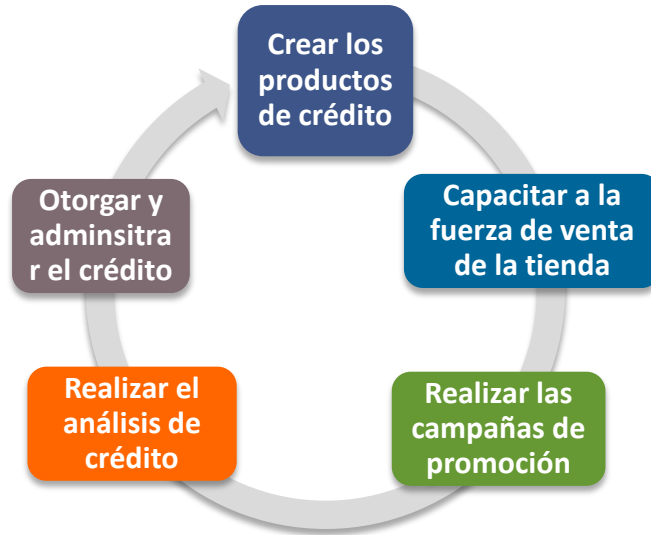 Crear los
productos
de crédito
Capacitar a la
fuerza de venta
de la tienda
Realizar las
campañas de
promoción
Realizar el
análisis de
crédito
Otorgar y
adminsitra
r el crédito